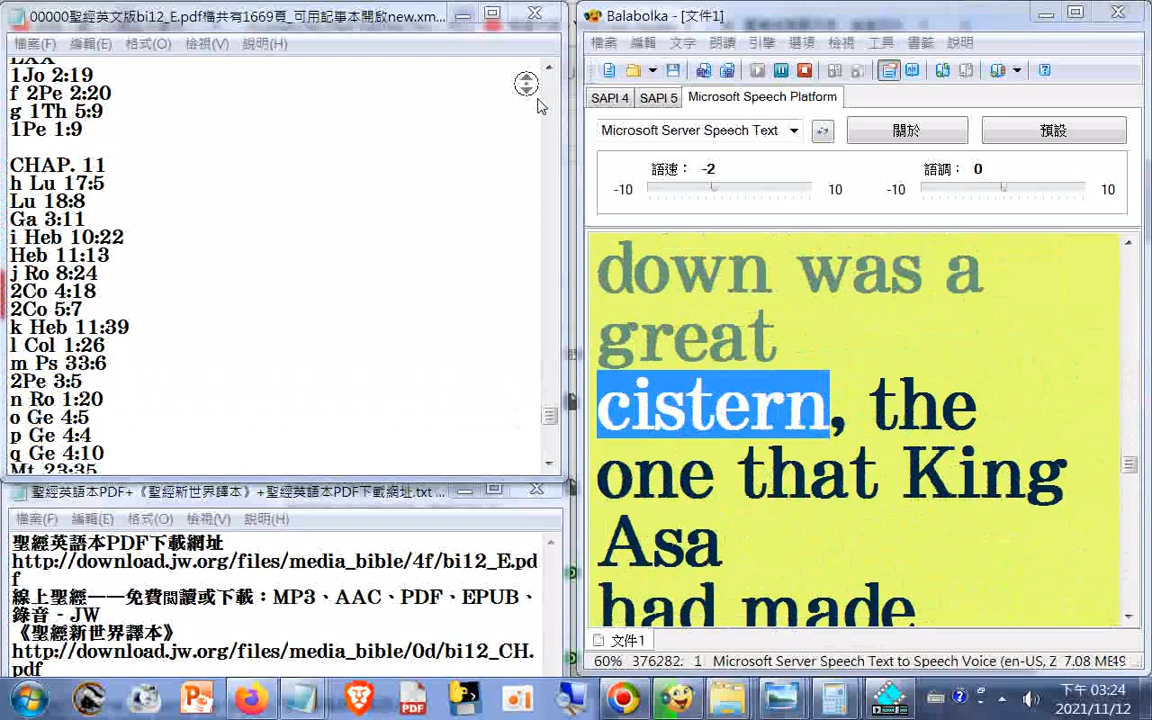 00000聖經英文版bi12_E.pdf檔共有1669頁_可用記事本開啟new.xm...
檔案(F) 編輯(E) 格式(O) 檢視(V) 說明(H)
LXX
1Jo 2:19
f 2Pe 2:20
g 1Th 5:9
1Pe 1:9
CHAP. 11
h Lu 17:5
Lu 18:8
Ga 3:11
i Heb 10:22
Heb 11:13
j Ro 8:24
2Co 4:18
2Co 5:7
k Heb 11:39
l Col 1:26
m Ps 33:6
2Pe 3:5
n Ro 1:20
o Ge 4:5
p Ge 4:4
q Ge 4:10
Mt 23:35
聖經英語本PDF+《聖經新世界譯本》+聖經英語本PDF下載網址.txt ...
檔案(F) 編輯(E) 格式(O) 檢視(V) 說明(H)
聖經英語本PDF下載網址
http://download.jw.org/files/media_bible/4f/bi12_E.pd
f
線上聖經──免費閱讀或下載：MP3、AAC、PDF、EPUB、
錄音 - JW
《聖經新世界譯本》
http://download.jw.org/files/media_bible/0d/bi12_CH.
pdf
Balabolka - [文件1]
檔案 編輯 文字 朗讀 引擎 選項 檢視 工具 書籤 說明
SAPI 4 SAPI 5 Microsoft Speech Platform
Microsoft Server Speech Text 關於 預設
語速： -2 語調： 0
-10 10 -10 10
down was a
great
cistern, the
one that King
Asa
had made
文件1
60% 376282: 1 Microsoft Server Speech Text to Speech Voice (en-US, Z 7.08 MB
下午 03:24
2021/11/12